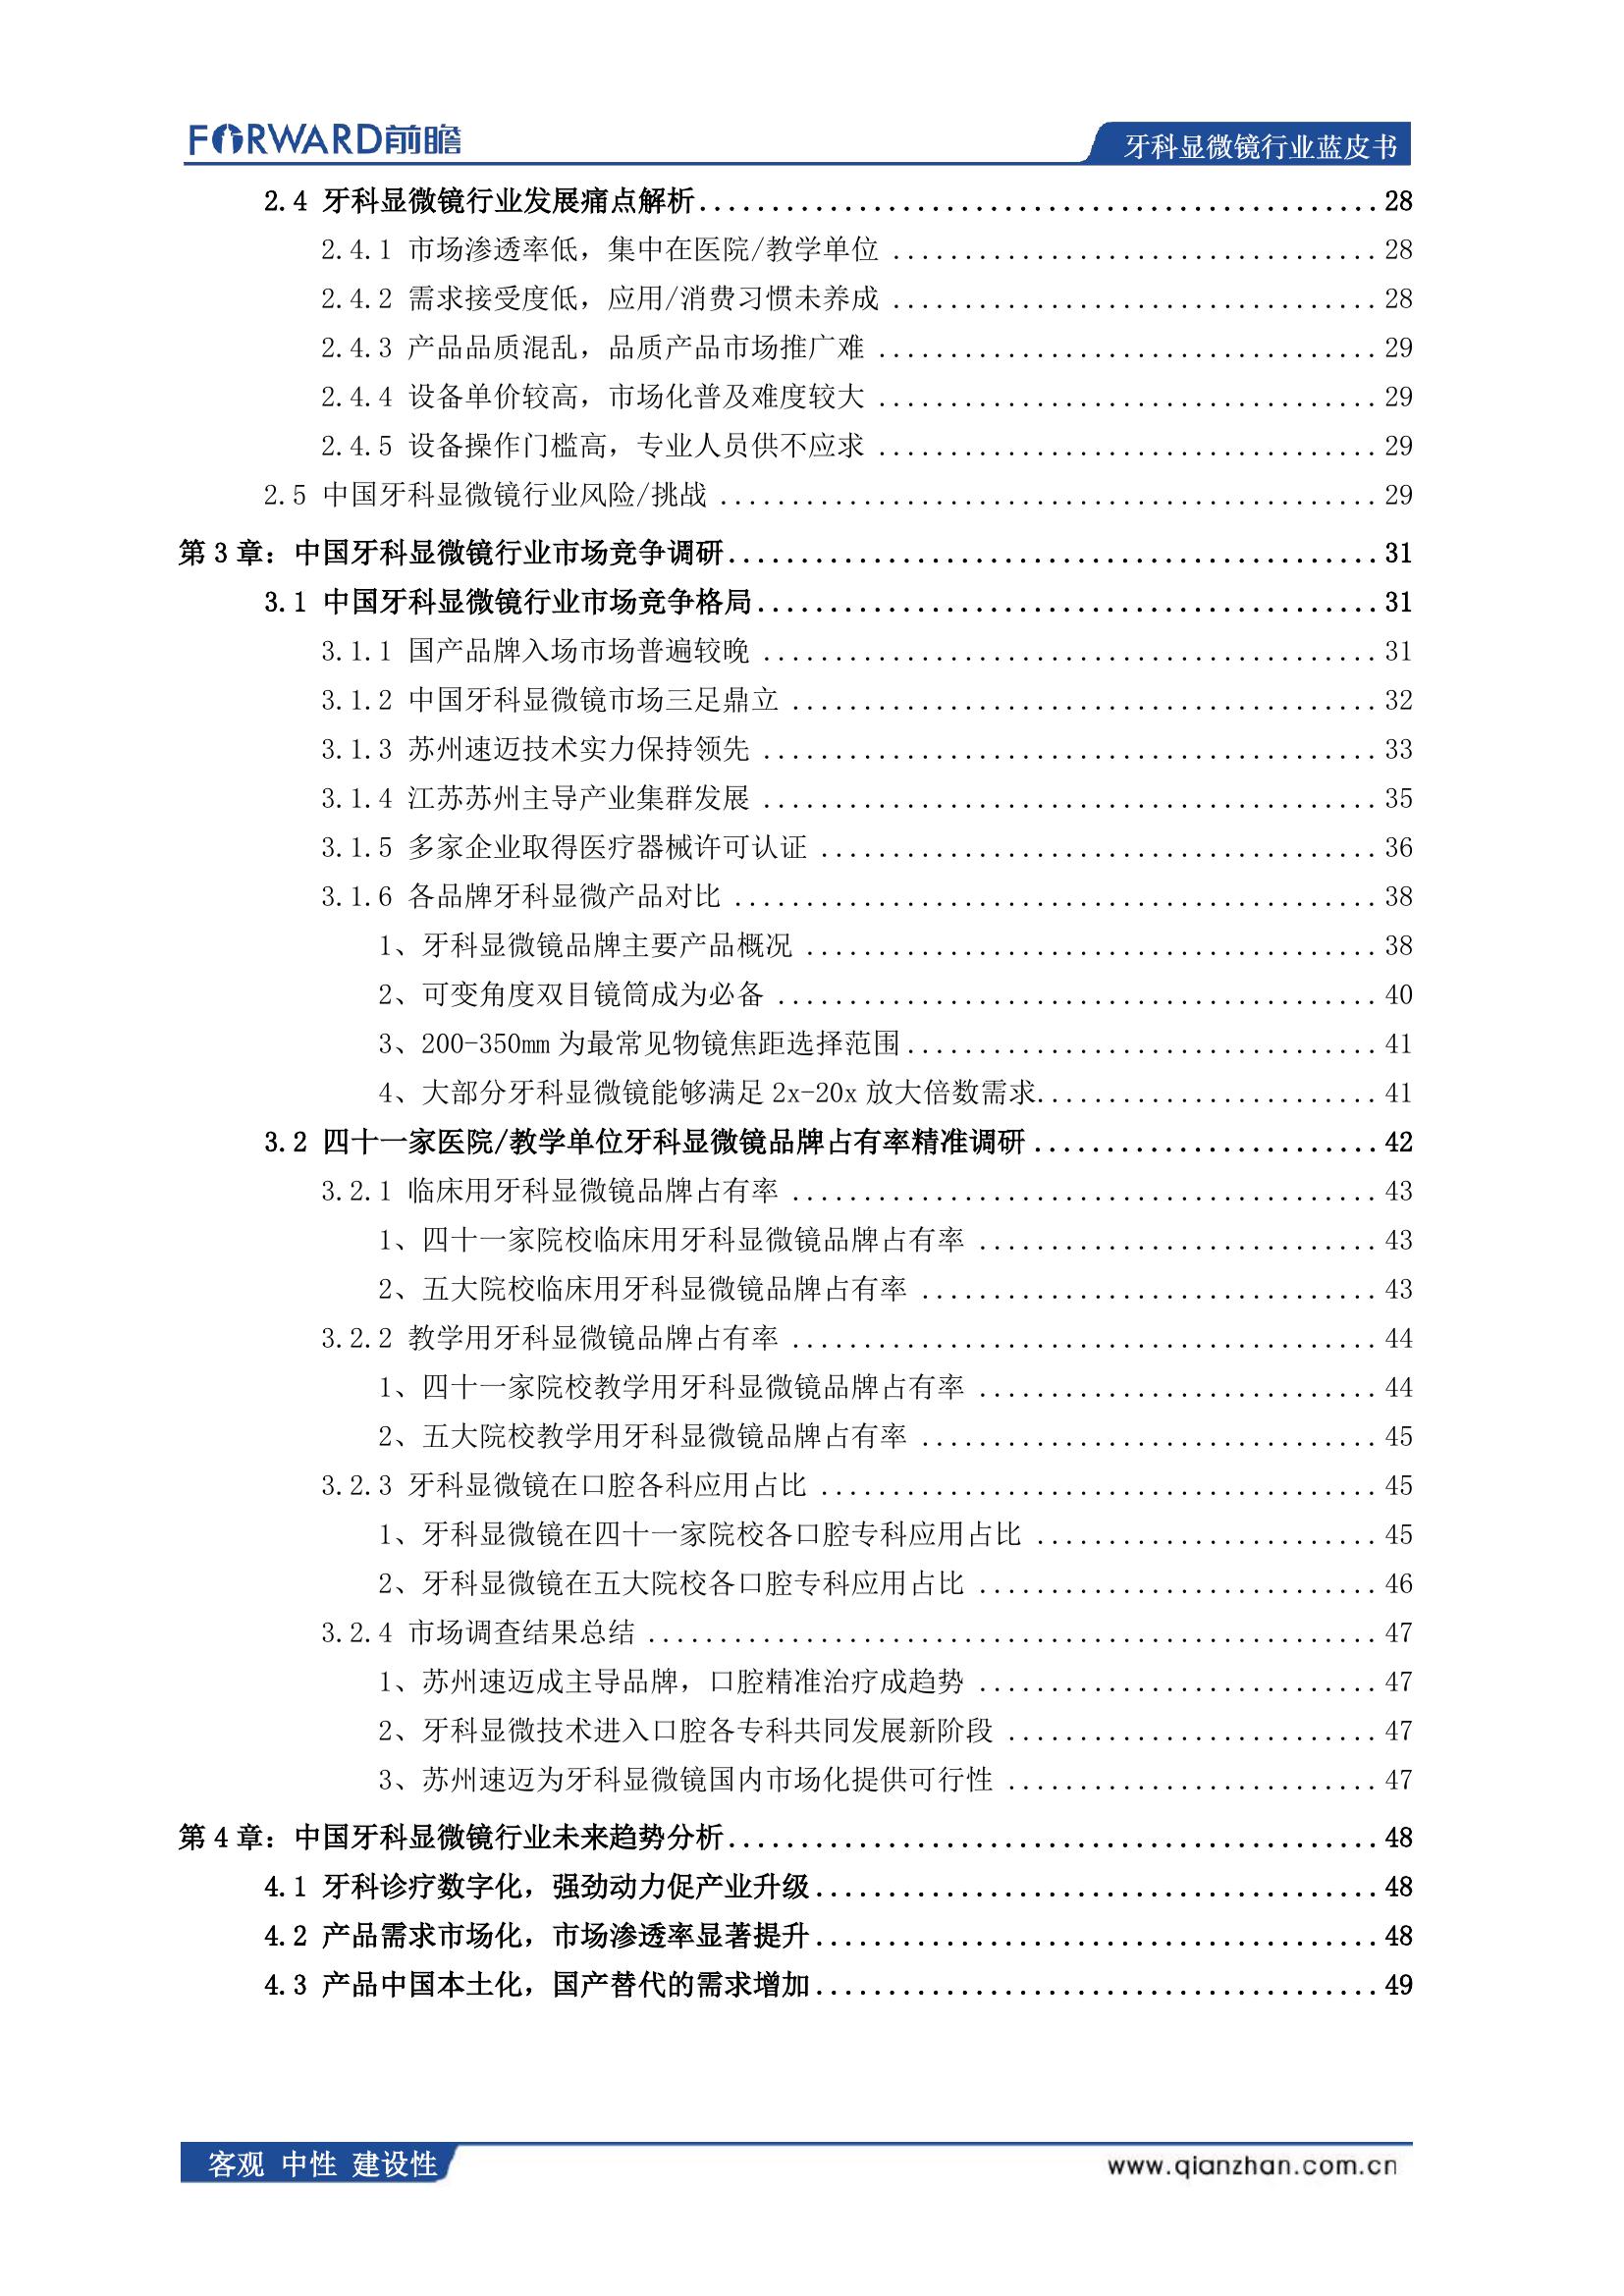 FORWARD前瞻
牙科显微镜行业蓝皮书
2.4 牙科显微镜行业发展痛点解析................................................28
2.4.1 市场渗透率低，集中在医院/教学单位 ..................................28
2.4.2 需求接受度低，应用/消费习惯未养成 ..................................28
2.4.3 产品品质混乱，品质产品市场推广难 ...................................29
2.4.4 设备单价较高，市场化普及难度较大 ...................................29
2.4.5 设备操作门槛高，专业人员供不应求 ...................................29
2.5 中国牙科显微镜行业风险/挑战 ..............................................29
第 3 章：中国牙科显微镜行业市场竞争调研..............................................31
3.1 中国牙科显微镜行业市场竞争格局............................................31
3.1.1 国产品牌入场市场普遍较晚 ...........................................31
3.1.2 中国牙科显微镜市场三足鼎立 .........................................32
3.1.3 苏州速迈技术实力保持领先 ...........................................33
3.1.4 江苏苏州主导产业集群发展 ...........................................35
3.1.5 多家企业取得医疗器械许可认证 .......................................36
3.1.6 各品牌牙科显微产品对比 .............................................38
1、牙科显微镜品牌主要产品概况 ........................................38
2、可变角度双目镜筒成为必备 ..........................................40
3、200-350mm 为最常见物镜焦距选择范围.................................41
4、大部分牙科显微镜能够满足 2x-20x 放大倍数需求........................41
3.2 四十一家医院/教学单位牙科显微镜品牌占有率精准调研 ........................42
3.2.1 临床用牙科显微镜品牌占有率 .........................................43
1、四十一家院校临床用牙科显微镜品牌占有率 ............................43
2、五大院校临床用牙科显微镜品牌占有率 ................................43
3.2.2 教学用牙科显微镜品牌占有率 .........................................44
1、四十一家院校教学用牙科显微镜品牌占有率 ............................44
2、五大院校教学用牙科显微镜品牌占有率 ................................45
3.2.3 牙科显微镜在口腔各科应用占比 .......................................45
1、牙科显微镜在四十一家院校各口腔专科应用占比 ........................45
2、牙科显微镜在五大院校各口腔专科应用占比 ............................46
3.2.4 市场调查结果总结 ...................................................47
1、苏州速迈成主导品牌，口腔精准治疗成趋势 ............................47
2、牙科显微技术进入口腔各专科共同发展新阶段 ..........................47
3、苏州速迈为牙科显微镜国内市场化提供可行性 ..........................47
第 4 章：中国牙科显微镜行业未来趋势分析..............................................48
4.1 牙科诊疗数字化，强劲动力促产业升级........................................48
4.2 产品需求市场化，市场渗透率显著提升........................................48
4.3 产品中国本土化，国产替代的需求增加........................................49
客观 中性 建设性
www.qianzhan.com.cn